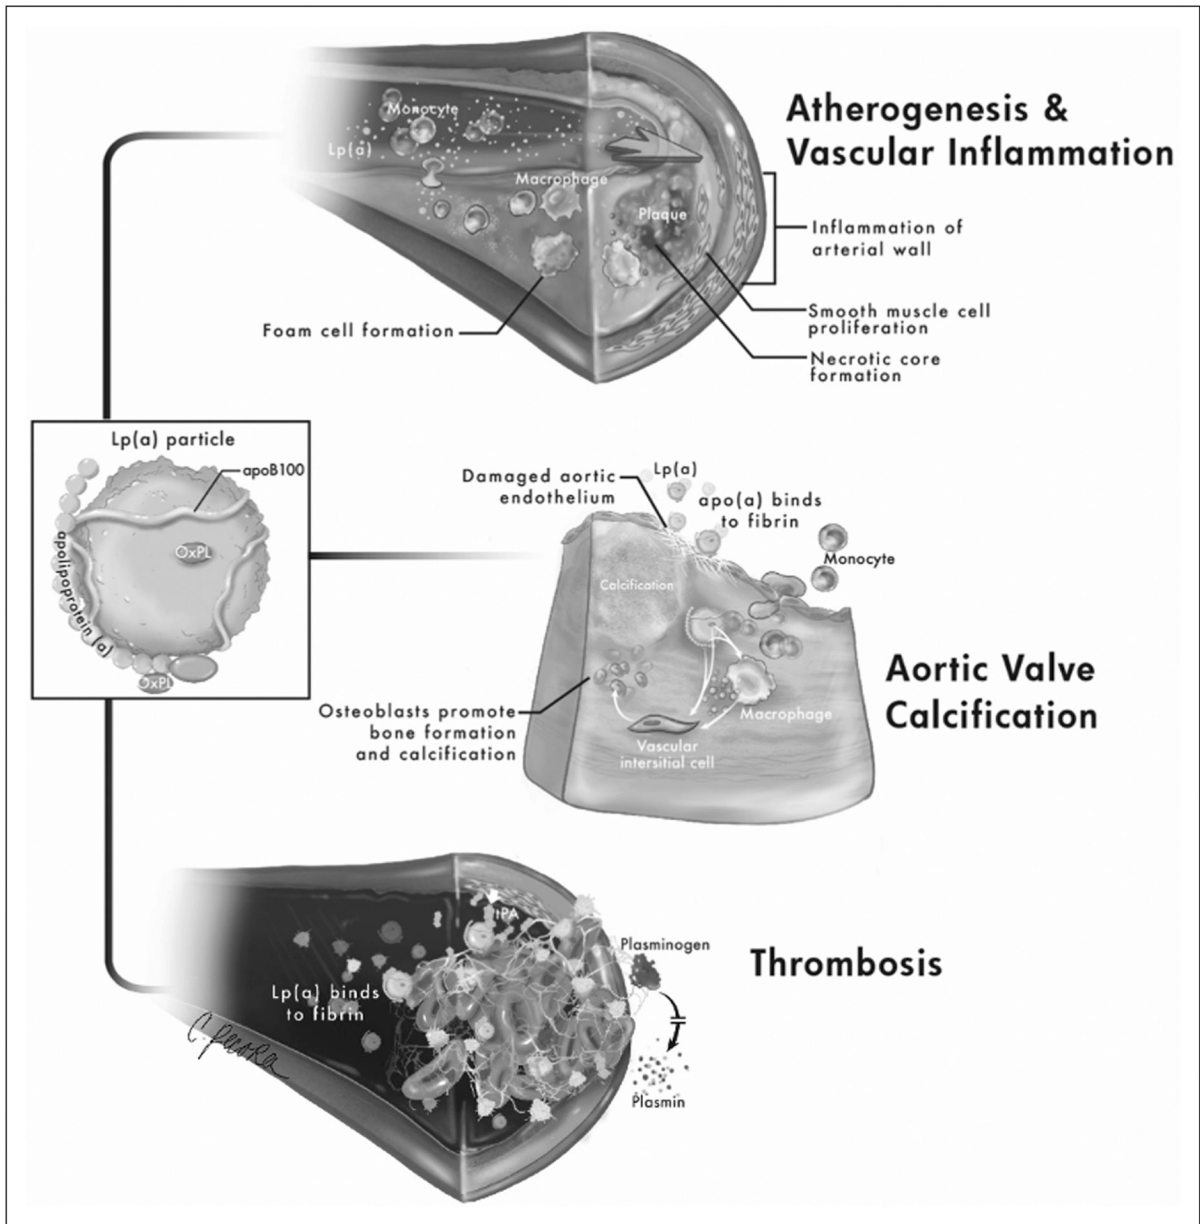 Atherogenesis &
Vascular Inflammation
Monocyte
Lp(a)
Macrophage
Plaque
Inflammation of
arterial wall
Foam cell formation
Smooth muscle cell
proliferation
Necrotic core
formation
Lp(a) particle
apoB100
OxPL
apolipoprotein (a)
OxPL
Damaged aortic
endothelium
Lp(a)
apo(a) binds
to fibrin
Monocyte
Calcification
Aortic Valve
Calcification
Osteoblasts promote
bone formation
and calcification
Macrophage
Vascular
intersitial cell
tPA
Plasminogen
Thrombosis
Lp(a) binds
to fibrin
Plasmin